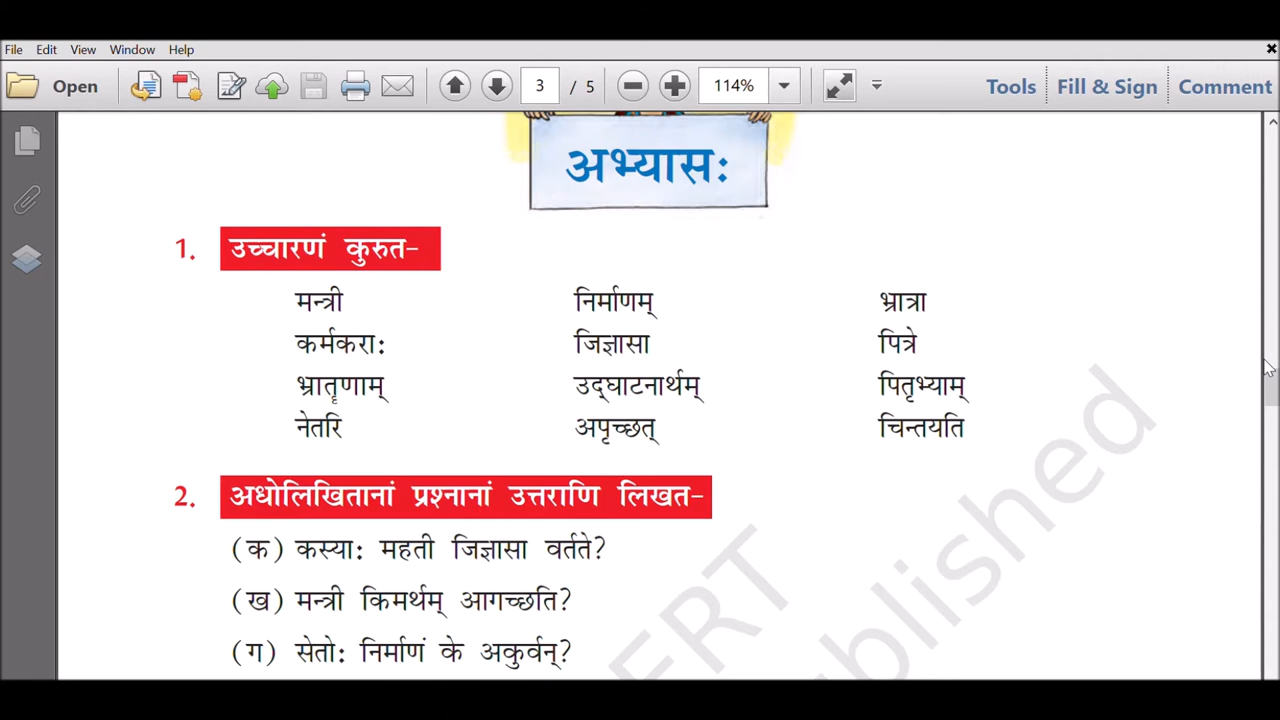 File Edit View Window Help
Open 3 / 5 114% Tools Fill & Sign Comment
अभ्यासः
1. उच्चारणं कुरुत-
मन्त्री निर्माणम् भ्रात्रा
कर्मकराः जिज्ञासा पित्रे
भ्रातॄणाम् उद्घाटनार्थम् पितृभ्याम्
नेतरि अपृच्छत् चिन्तयति
2. अधोलिखितानां प्रश्नानां उत्तराणि लिखत-
(क) कस्याः महती जिज्ञासा वर्तते?
(ख) मन्त्री किमर्थम् आगच्छति?
(ग) सेतोः निर्माणं के अकुर्वन्?
ERT
blished